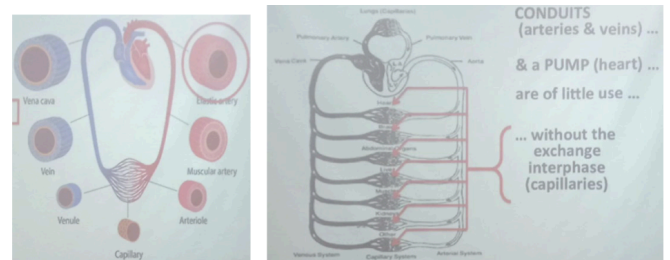 Vena cava
Elastic artery
Vein
Muscular artery
Venule
Arteriole
Capillary
Lungs (Capillaries)
Pulmonary Artery
Pulmonary Vein
Vena Cava
Aorta
Kidneys
Other
Venous System
Capillary System
Arterial System
CONDUITS
(arteries & veins) ...
& a PUMP (heart) ...
are of little use ...
... without the
exchange
interphase
(capillaries)